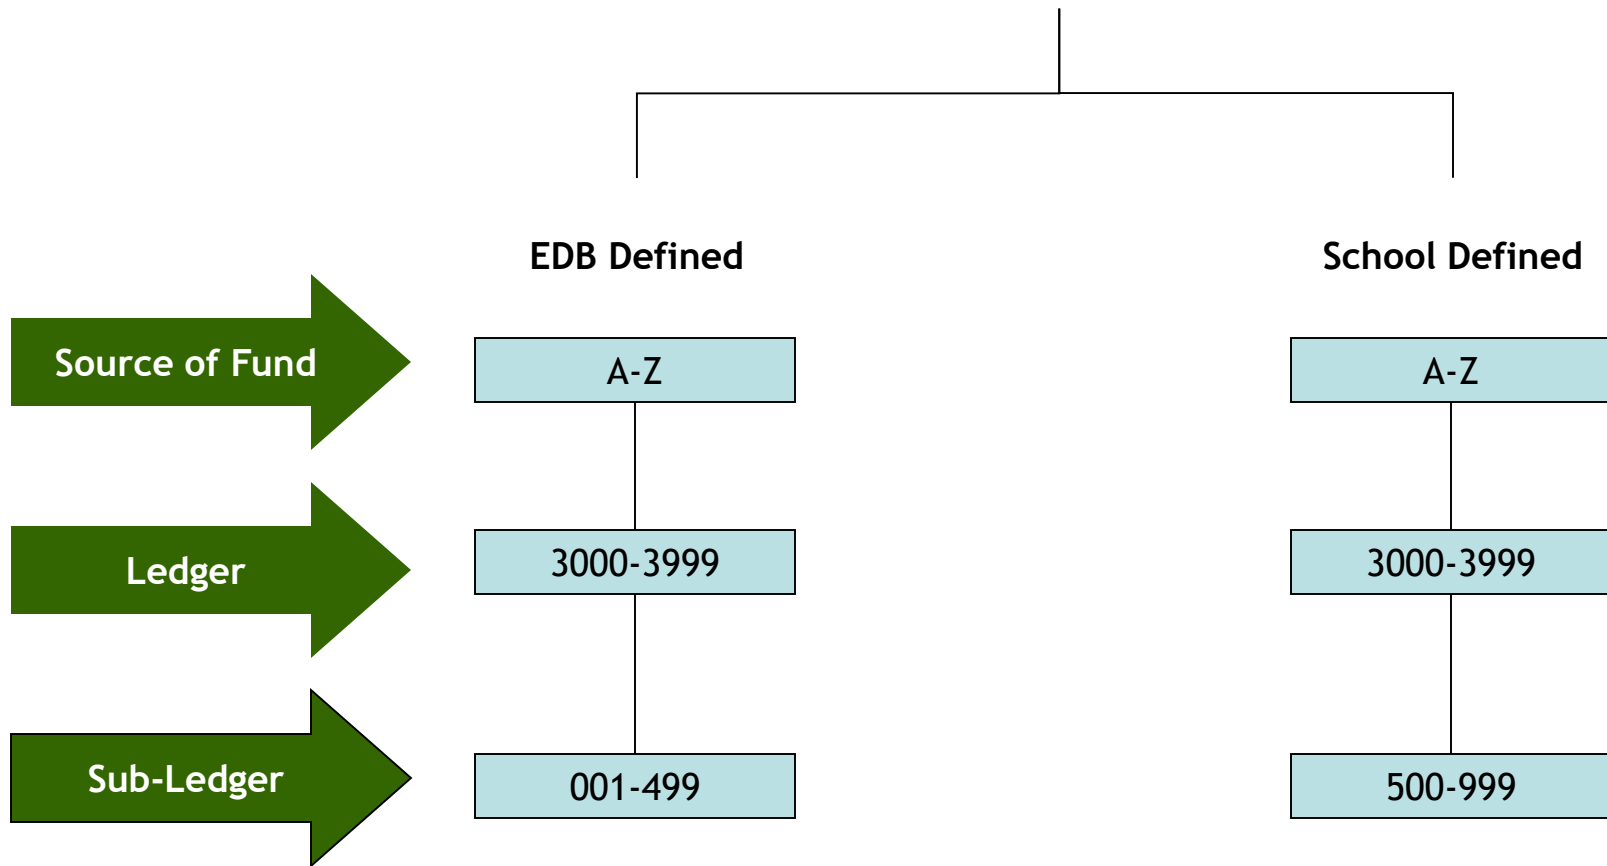 EDB Defined
School Defined
Source of Fund
A-Z
A-Z
Ledger
3000-3999
3000-3999
Sub-Ledger
001-499
500-999